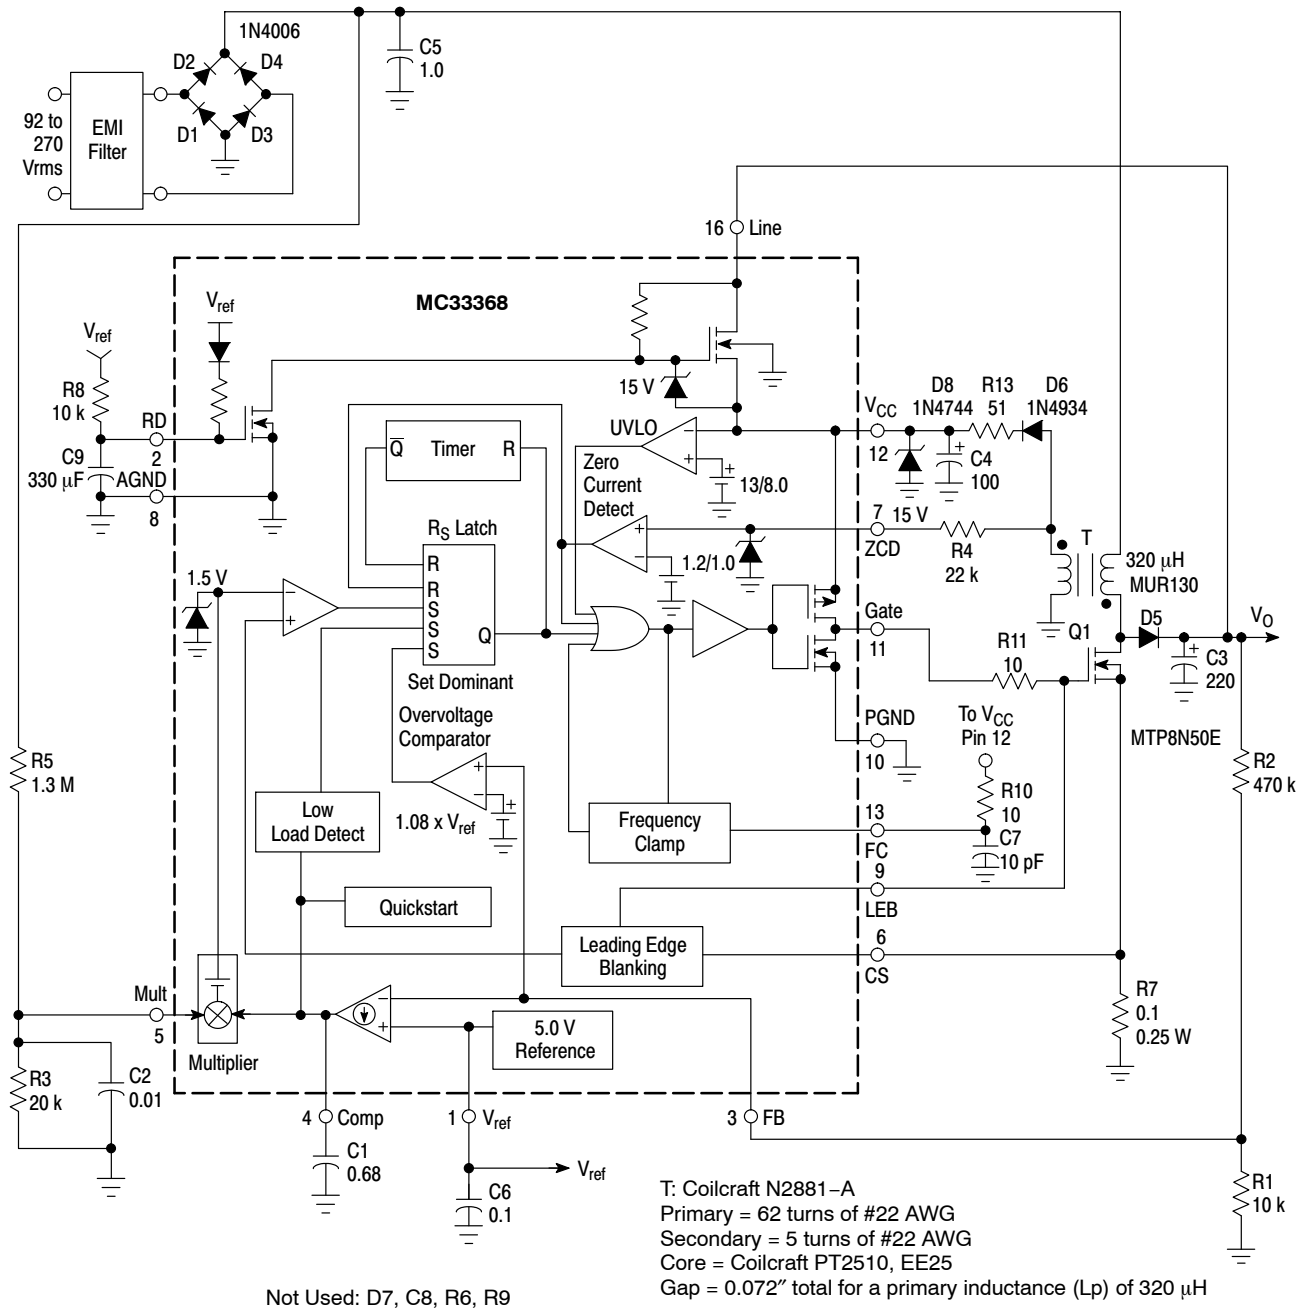 1N4006
C5
1.0
D2
D4
D1
D3
92 to
270
Vrms
EMI
Filter
16
Line
MC33368
Vref
Vref
R8
10 k
RD
2
C9
330 μF
AGND
8
15 V
UVLO
13/8.0
VCC
12
D8
1N4744
R13
51
D6
1N4934
C4
100
Q̅
Timer
R
Zero
Current
Detect
1.2/1.0
7
15 V
ZCD
R4
22 k
T
320 μH
MUR130
RS Latch
R
R
S
S
S
Q
Set Dominant
1.5 V
−
+
Gate
11
R11
10
Q1
D5
VO
C3
220
MTP8N50E
Overvoltage
Comparator
1.08 x Vref
PGND
10
To VCC
Pin 12
R10
10
C7
10 pF
R5
1.3 M
R2
470 k
Low
Load Detect
Frequency
Clamp
13
FC
9
LEB
Quickstart
Leading Edge
Blanking
6
CS
Mult
5
Multiplier
5.0 V
Reference
R7
0.1
0.25 W
R3
20 k
C2
0.01
4
Comp
1
Vref
3
FB
C1
0.68
Vref
C6
0.1
R1
10 k
T: Coilcraft N2881−A
Primary = 62 turns of #22 AWG
Secondary = 5 turns of #22 AWG
Core = Coilcraft PT2510, EE25
Gap = 0.072″ total for a primary inductance (Lp) of 320 μH
Not Used: D7, C8, R6, R9